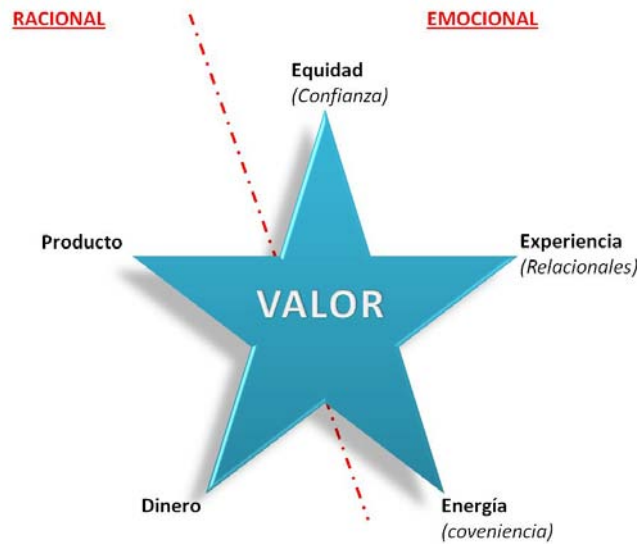 RACIONAL
EMOCIONAL
Equidad
(Confianza)
Producto
Experiencia
(Relacionales)
VALOR
Dinero
Energía
(coveniencia)